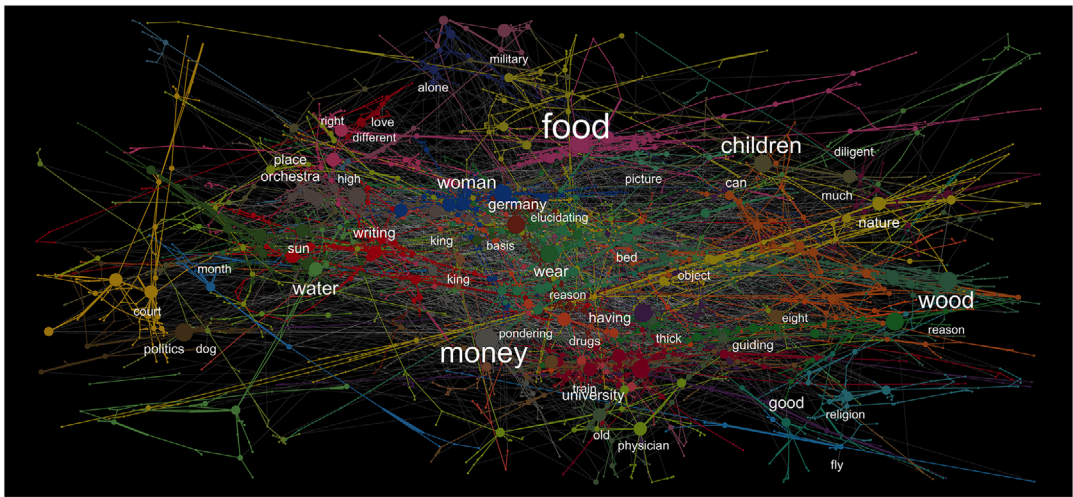 military
alone
right
love
different
food
place
children
diligent
orchestra
high
woman
picture
can
much
germany
elucidating
nature
writing
king
basis
bed
sun
month
king
wear
object
water
reason
wood
court
having
eight
reason
politics
dog
pondering
drugs
thick
guiding
money
train
university
good
religion
old
physician
fly